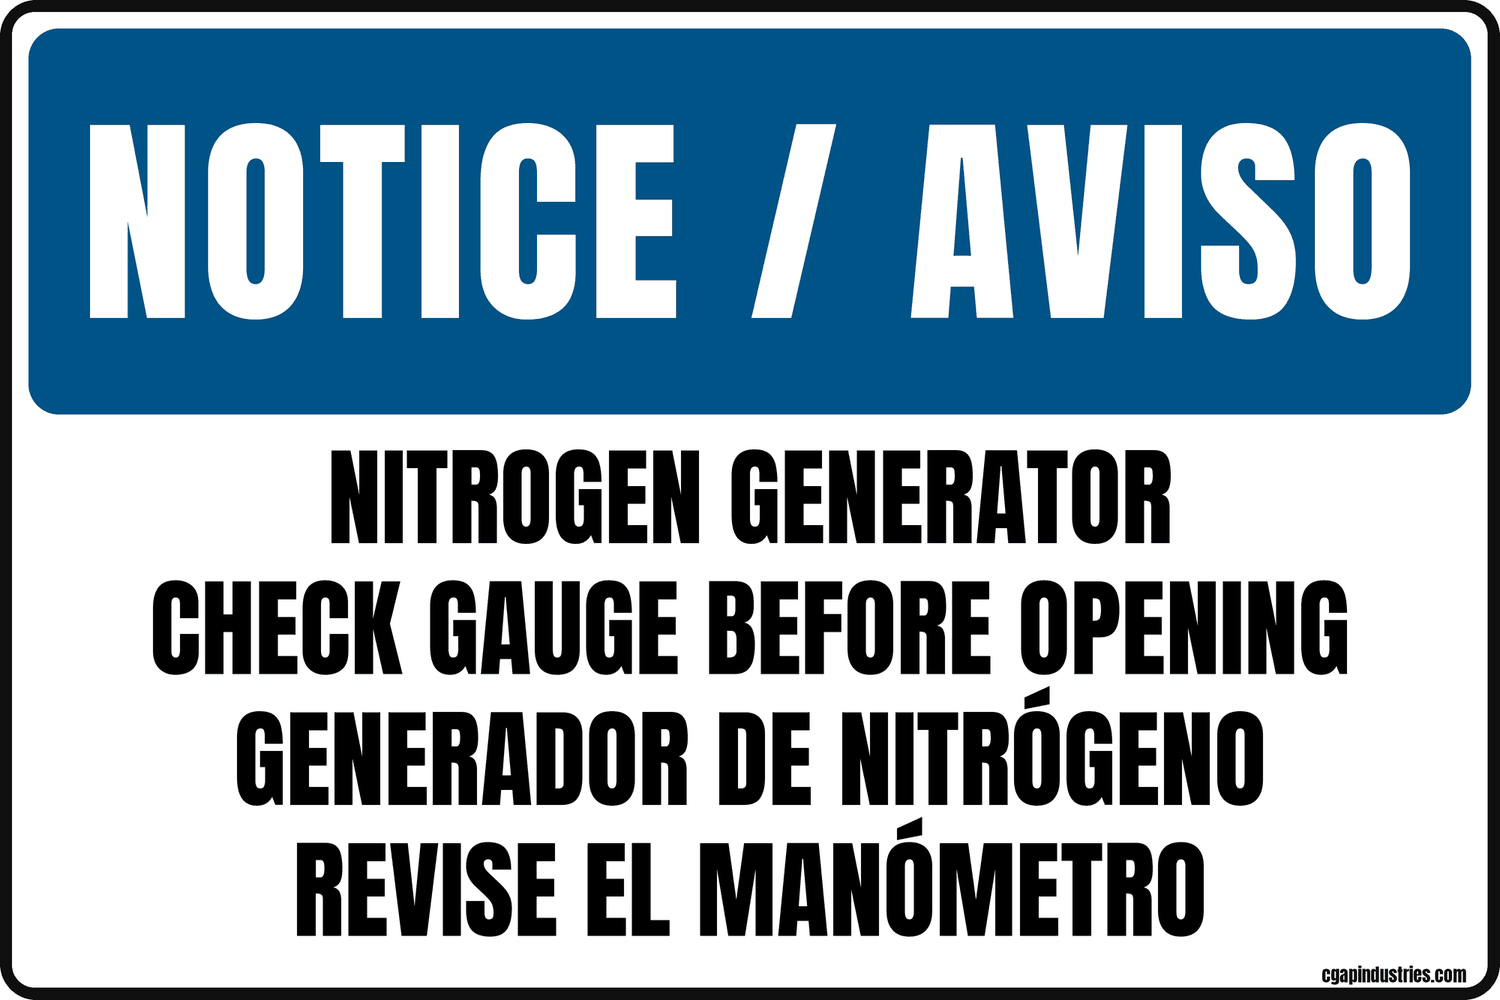 NOTICE / AVISO
NITROGEN GENERATOR
CHECK GAUGE BEFORE OPENING
GENERADOR DE NITRÓGENO
REVISE EL MANÓMETRO
cgapindustries.com